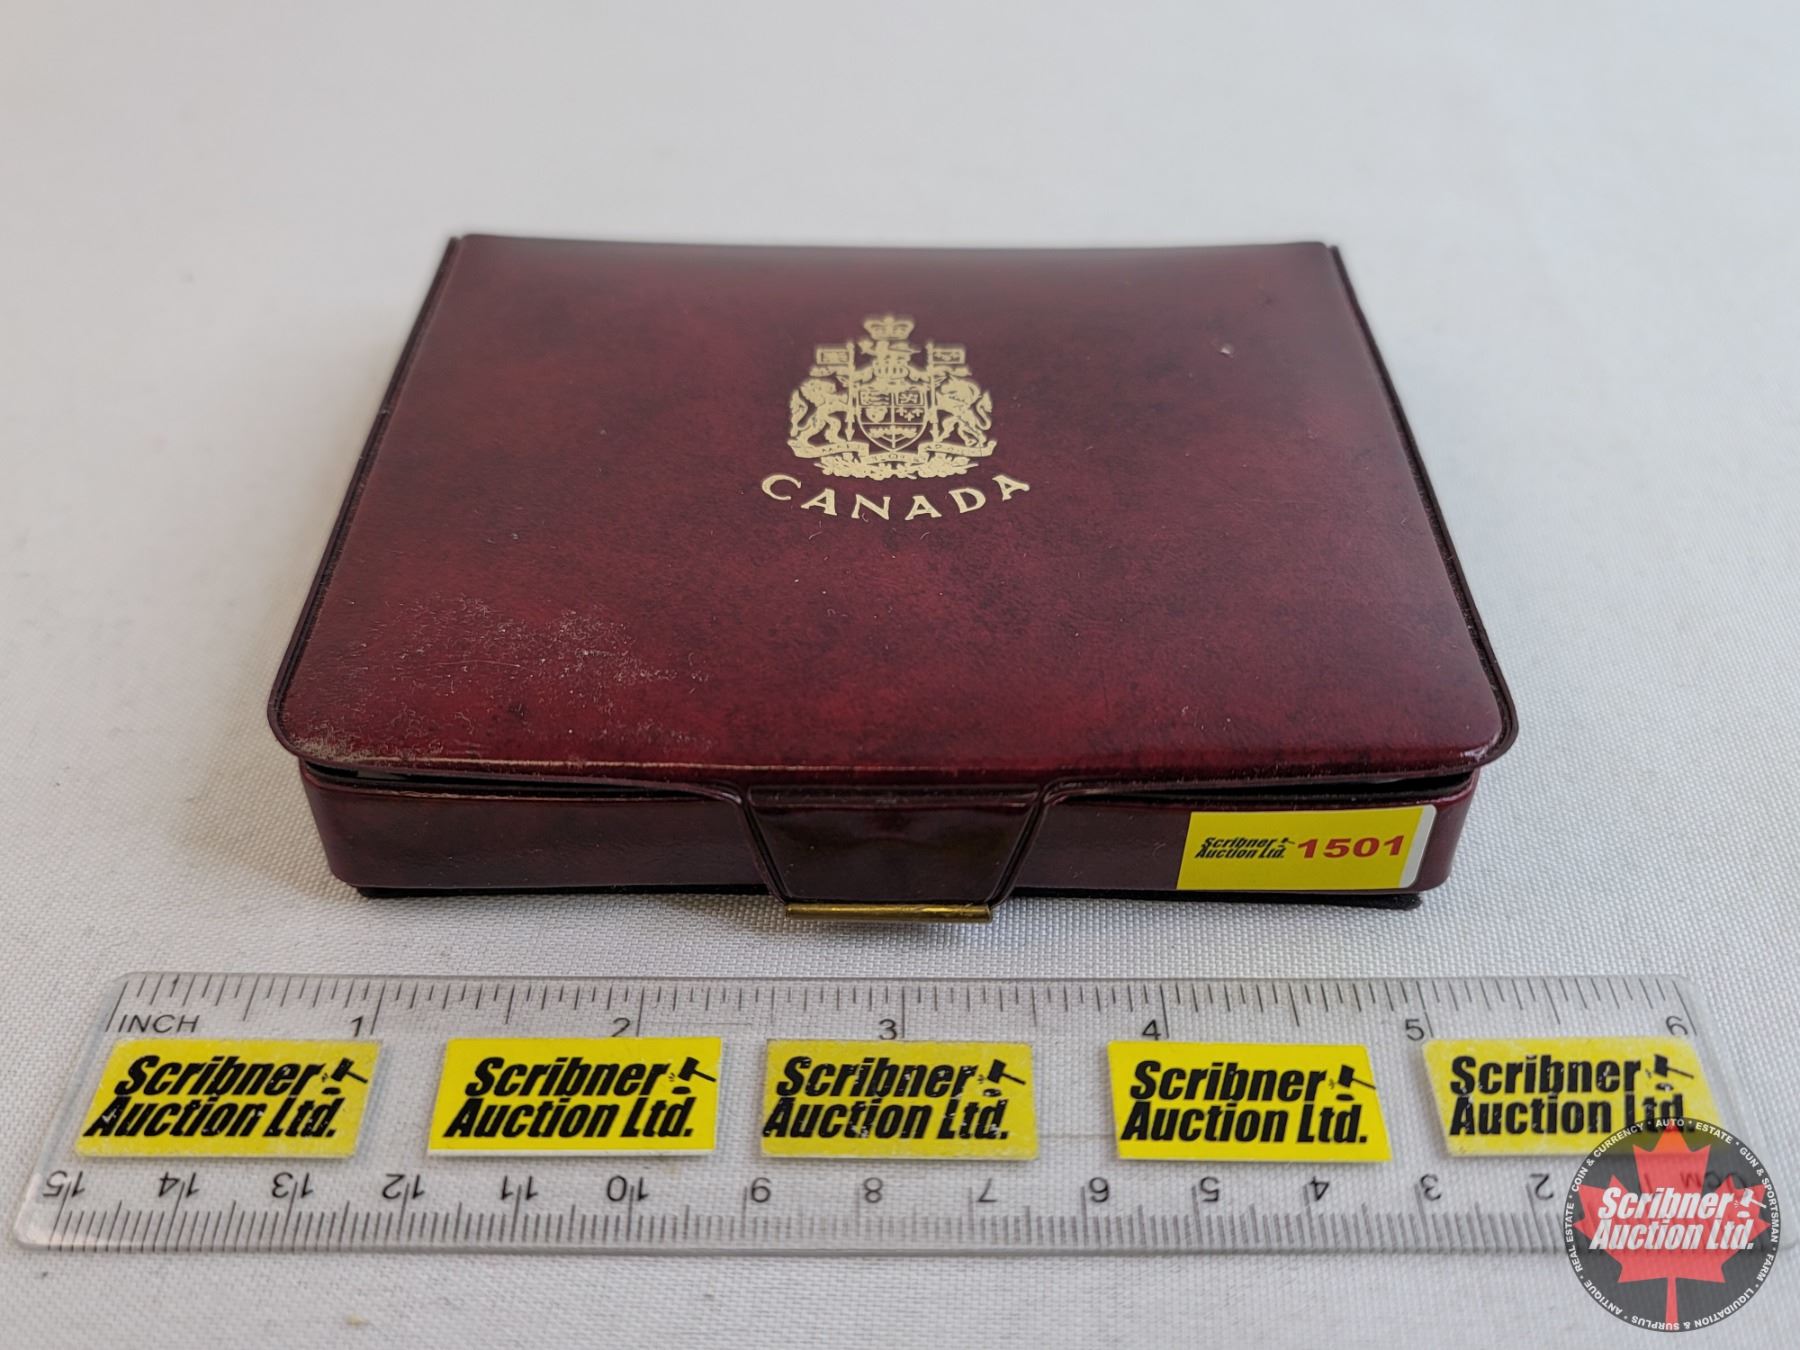 CANADA
Scribner
Auction Ltd.
1501
INCH 1 2 3 4 5 6
Scribner
Auction Ltd.
Scribner
Auction Ltd.
Scribner
Auction Ltd.
Scribner
Auction Ltd.
Scribner
Auction Ltd.
15 14 13 12 11 10 9 8 7 6 5 4 3 2 1 CM
COIN & CURRENCY • AUTO • ESTATE • GUN & SPORTSMAN • FARM • LIQUIDATION & SURPLUS • ANTIQUE • REAL ESTATE •
Scribner
Auction Ltd.